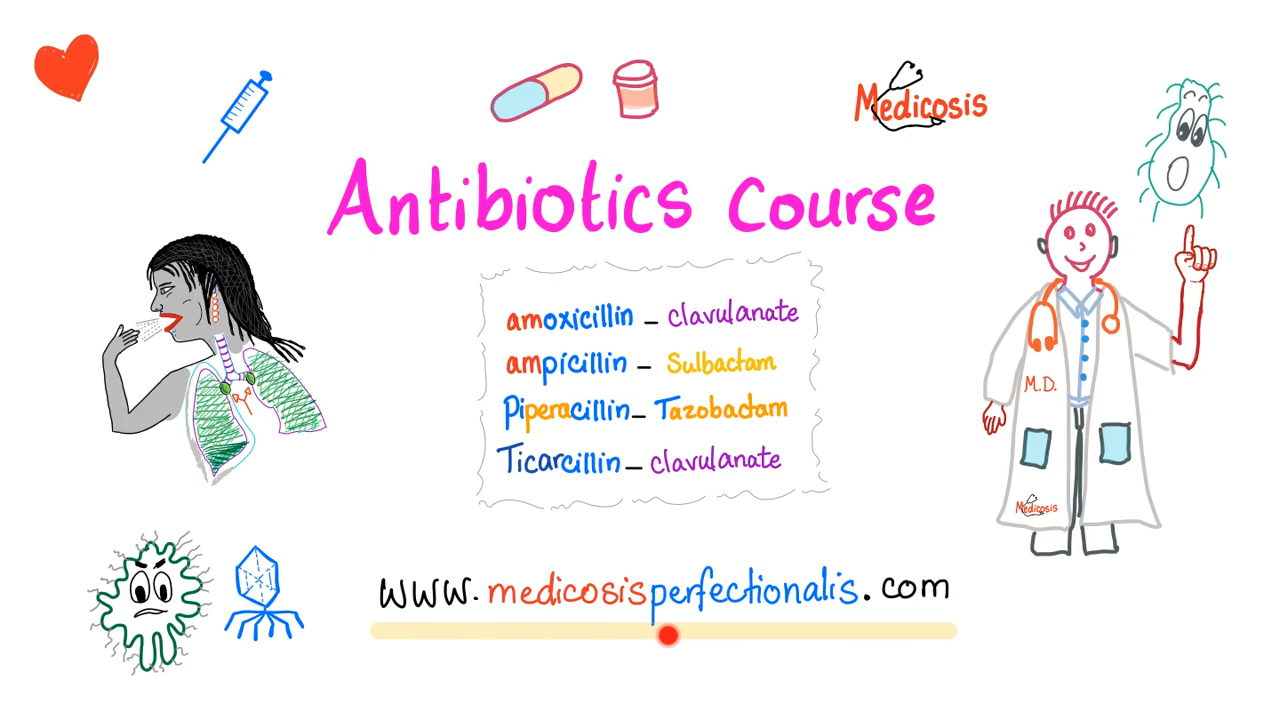 Medicosis
Antibiotics Course
amoxicillin - clavulanate
ampicillin - Sulbactam
Piperacillin - Tazobactam
Ticarcillin - clavulanate
M.D.
Medicosis
www.medicosisperfectionalis.com